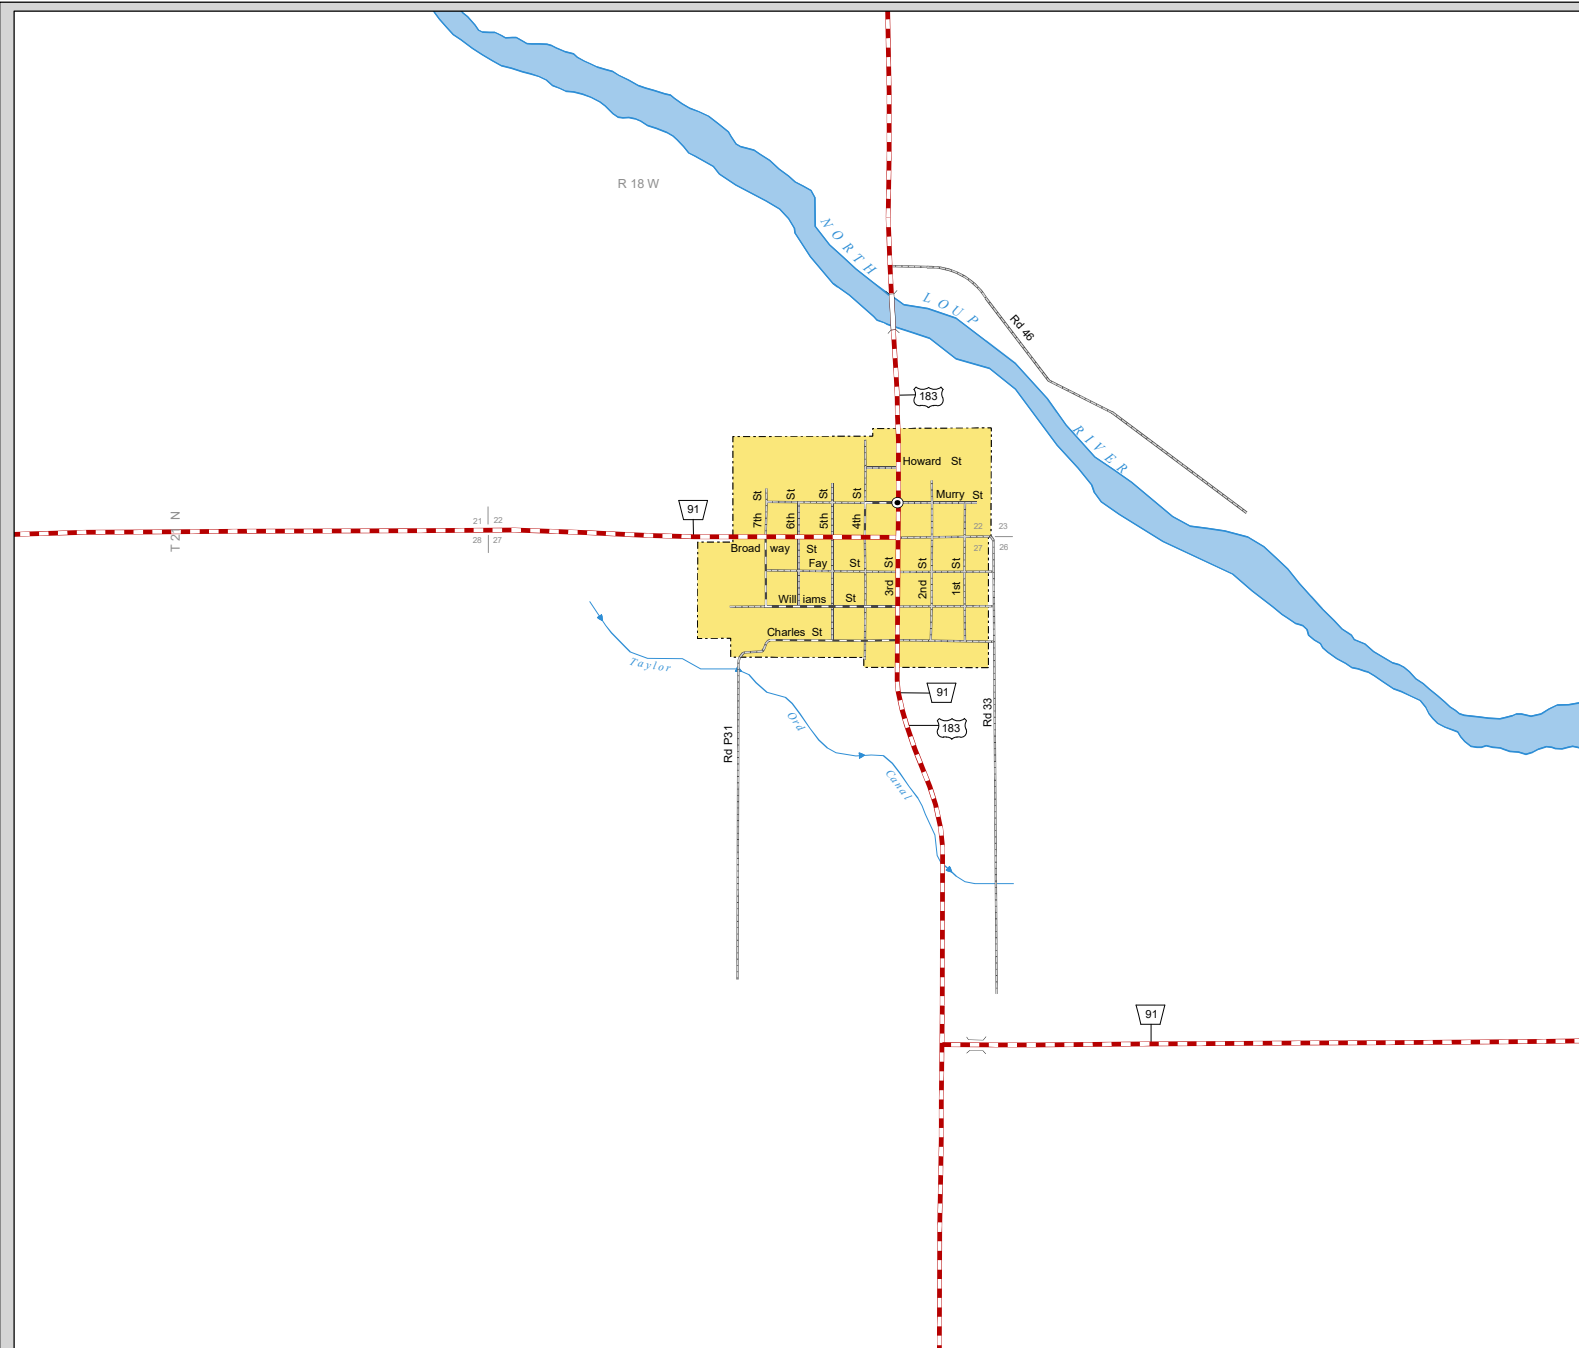 R 18 W
NORTH
LOUP
RIVER
Rd 46
183
Howard St
7th St
6th St
5th St
4th St
Murry St
91
T 21 N
21 22
28 27
22 23
27 26
Broad way St
Fay St
3rd St
2nd St
1st St
Will iams St
Charles St
Taylor
Ord
Canal
91
183
Rd P31
Rd 33
91